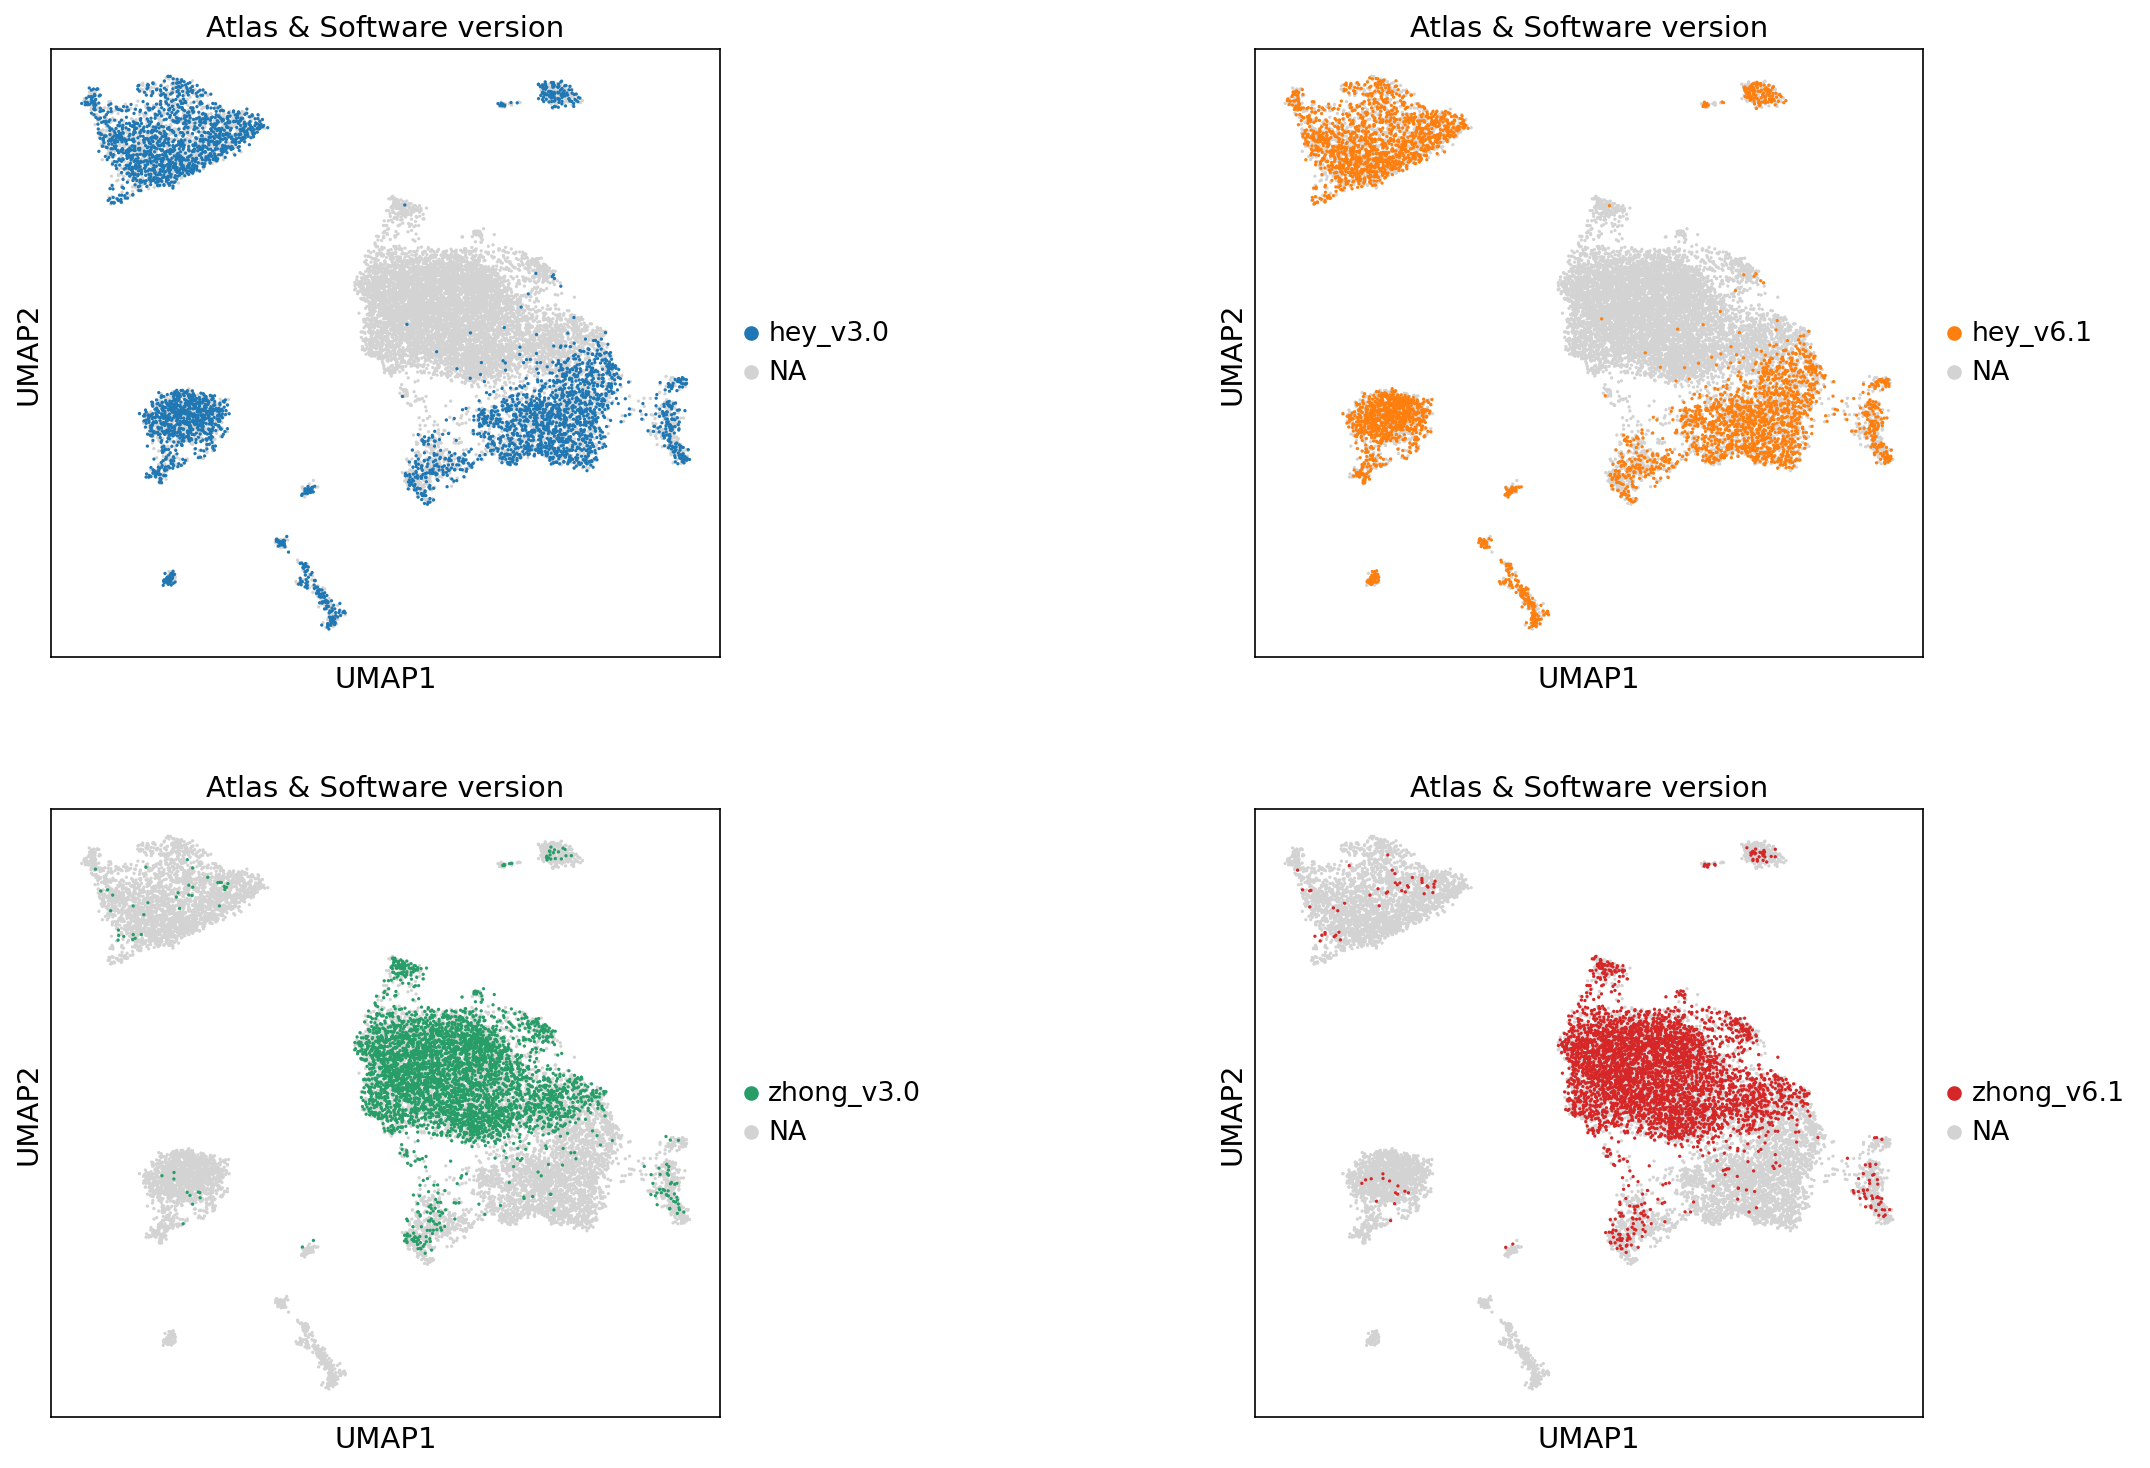 Atlas & Software version
UMAP2
UMAP1
hey_v3.0
NA
Atlas & Software version
UMAP2
UMAP1
hey_v6.1
NA
Atlas & Software version
UMAP2
UMAP1
zhong_v3.0
NA
Atlas & Software version
UMAP2
UMAP1
zhong_v6.1
NA